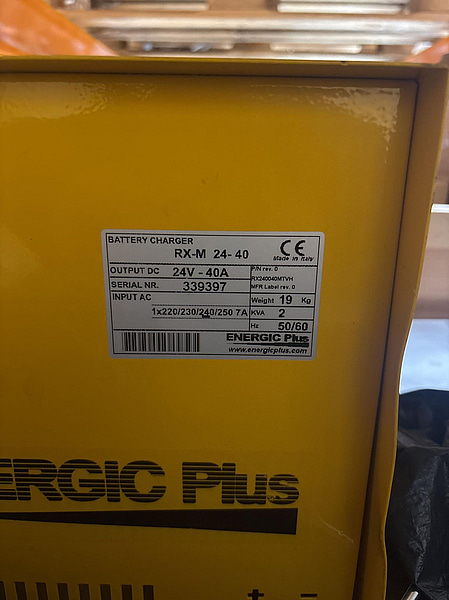 BATTERY CHARGER
RX-M 24-40
CE
Made in Italy
OUTPUT DC 24V - 40A
P/N rev. 0
RX240040MTVH
SERIAL NR. 339397
MFR Label rev. 0
INPUT AC
Weight 19 Kg
1x220/230/240/250 7A
KVA 2
Hz 50/60
ENERGIC Plus
www.energicplus.com
ERGIC Plus
+ -